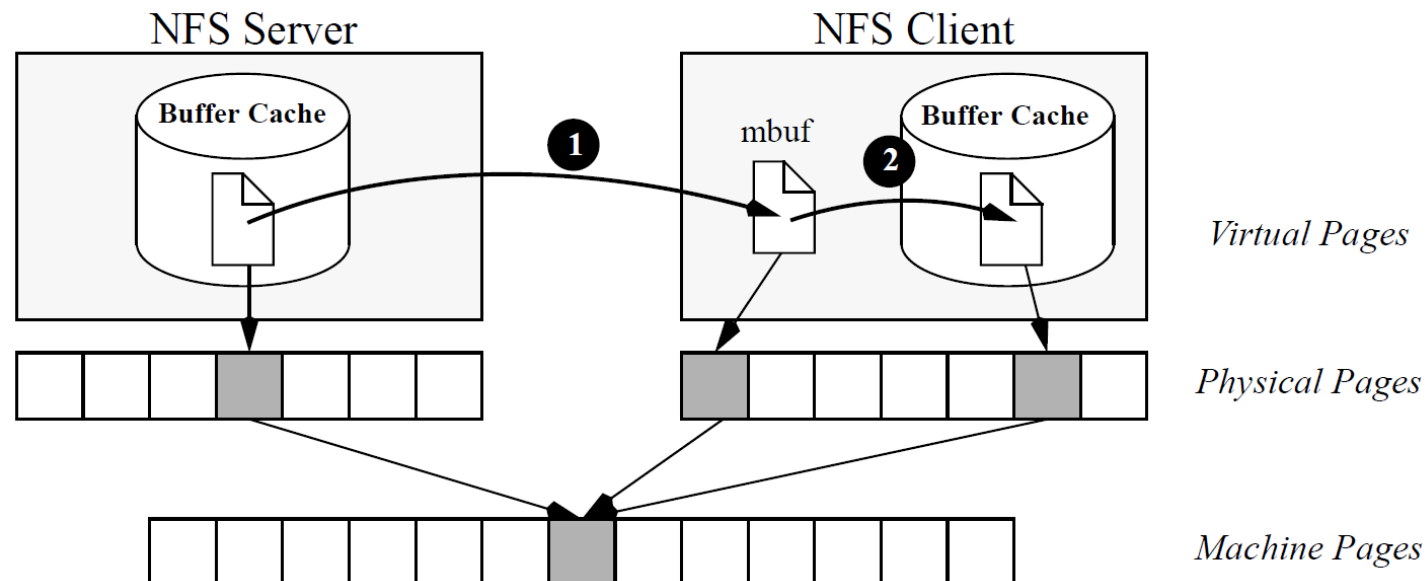 NFS Server
NFS Client
Buffer Cache
Buffer Cache
mbuf
1
2
Virtual Pages
Physical Pages
Machine Pages